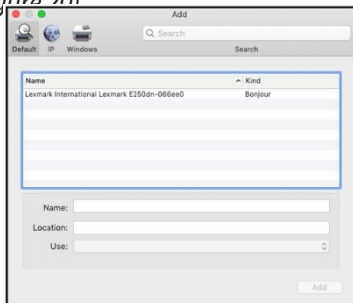 Add
Search
Default IP Windows Search
Name Kind
Lexmark International Lexmark E250dn-066ee0 Bonjour
Name:
Location:
Use:
Add